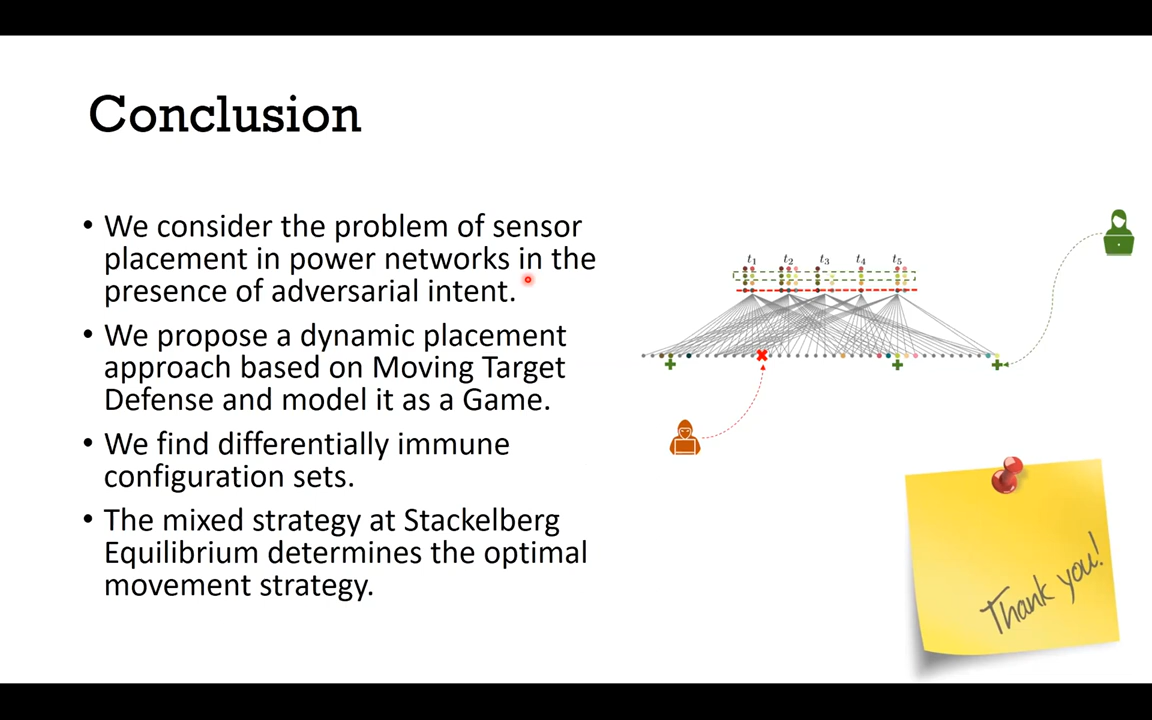 Conclusion
• We consider the problem of sensor
placement in power networks in the
presence of adversarial intent.
• We propose a dynamic placement
approach based on Moving Target
Defense and model it as a Game.
• We find differentially immune
configuration sets.
• The mixed strategy at Stackelberg
Equilibrium determines the optimal
movement strategy.
t₁ t₂ t₃ t₄ t₅
Thank you!